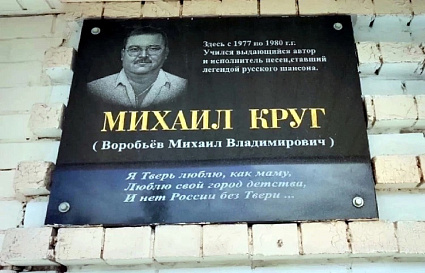 Здесь с 1977 по 1980 г.г.
Учился выдающийся автор
и исполнитель песен,ставший
легендой русского шансона.
МИХАИЛ КРУГ
( Воробьёв Михаил Владимирович )
Я Тверь люблю, как маму,
Люблю свой город детства,
И нет России без Твери ...